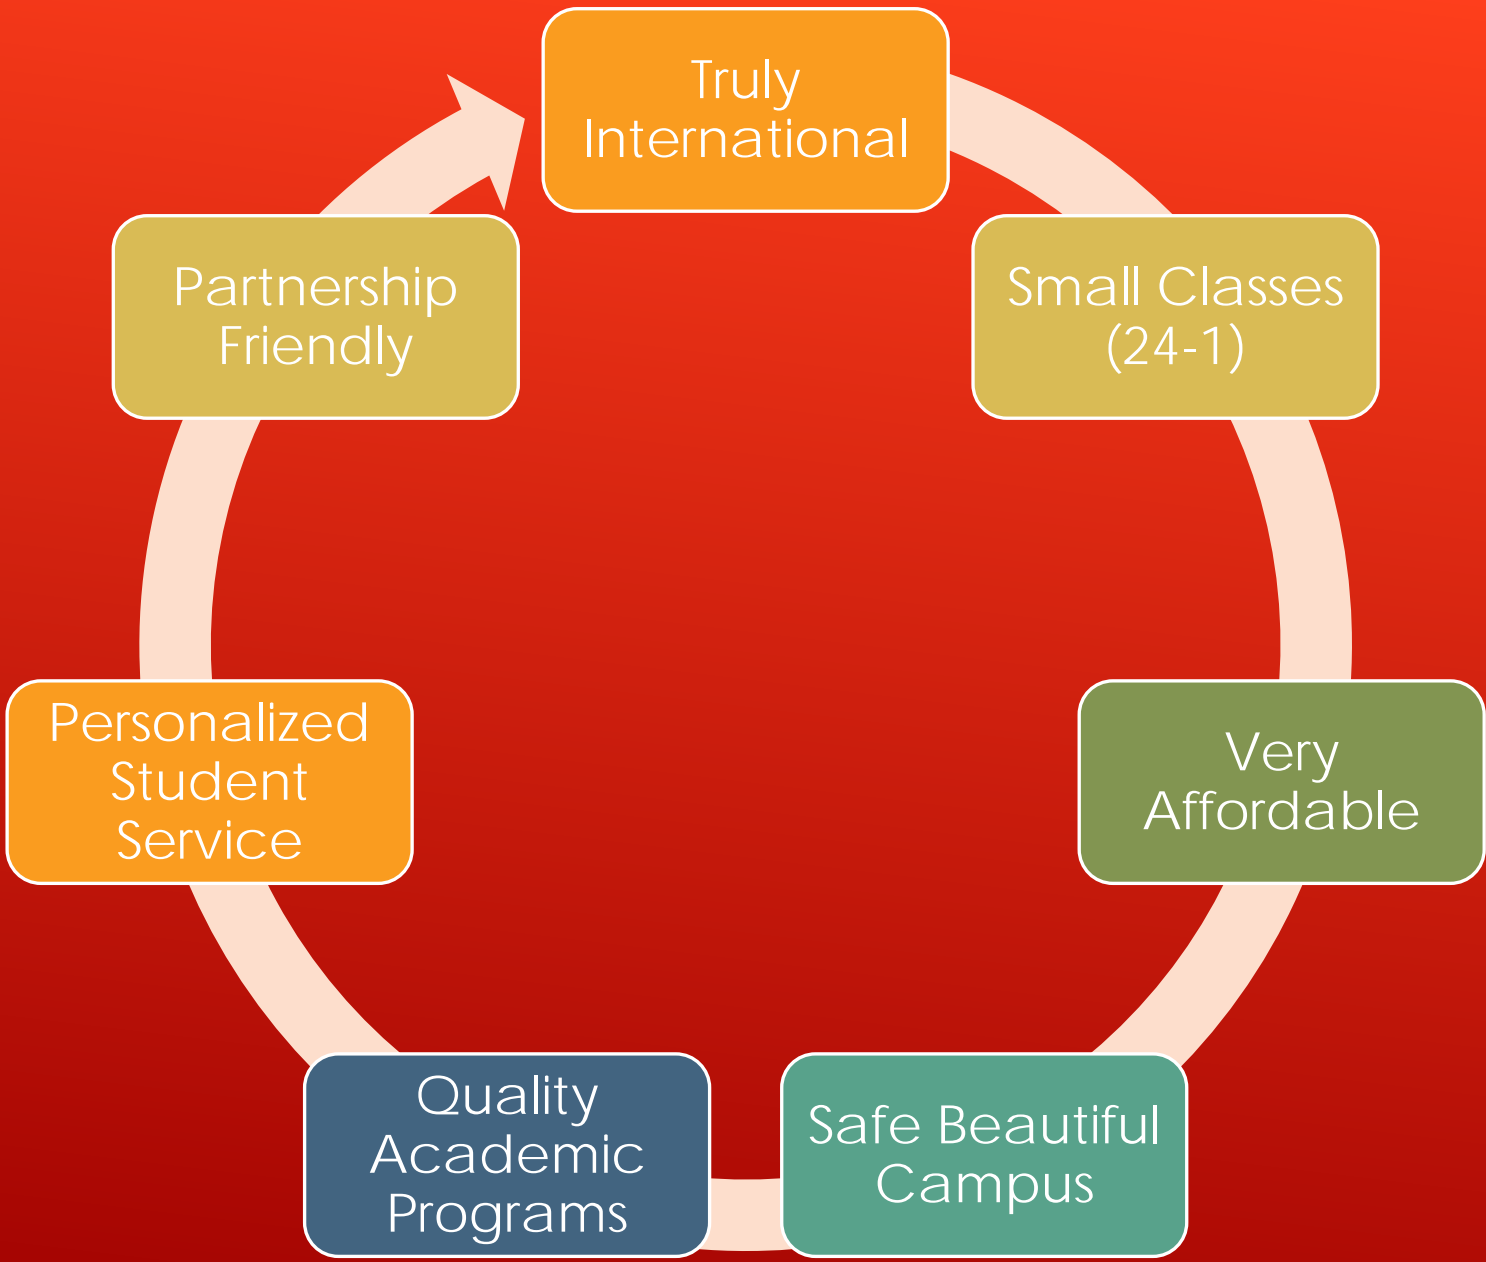 Truly
International
Small Classes
(24-1)
Very
Affordable
Safe Beautiful
Campus
Quality
Academic
Programs
Personalized
Student
Service
Partnership
Friendly